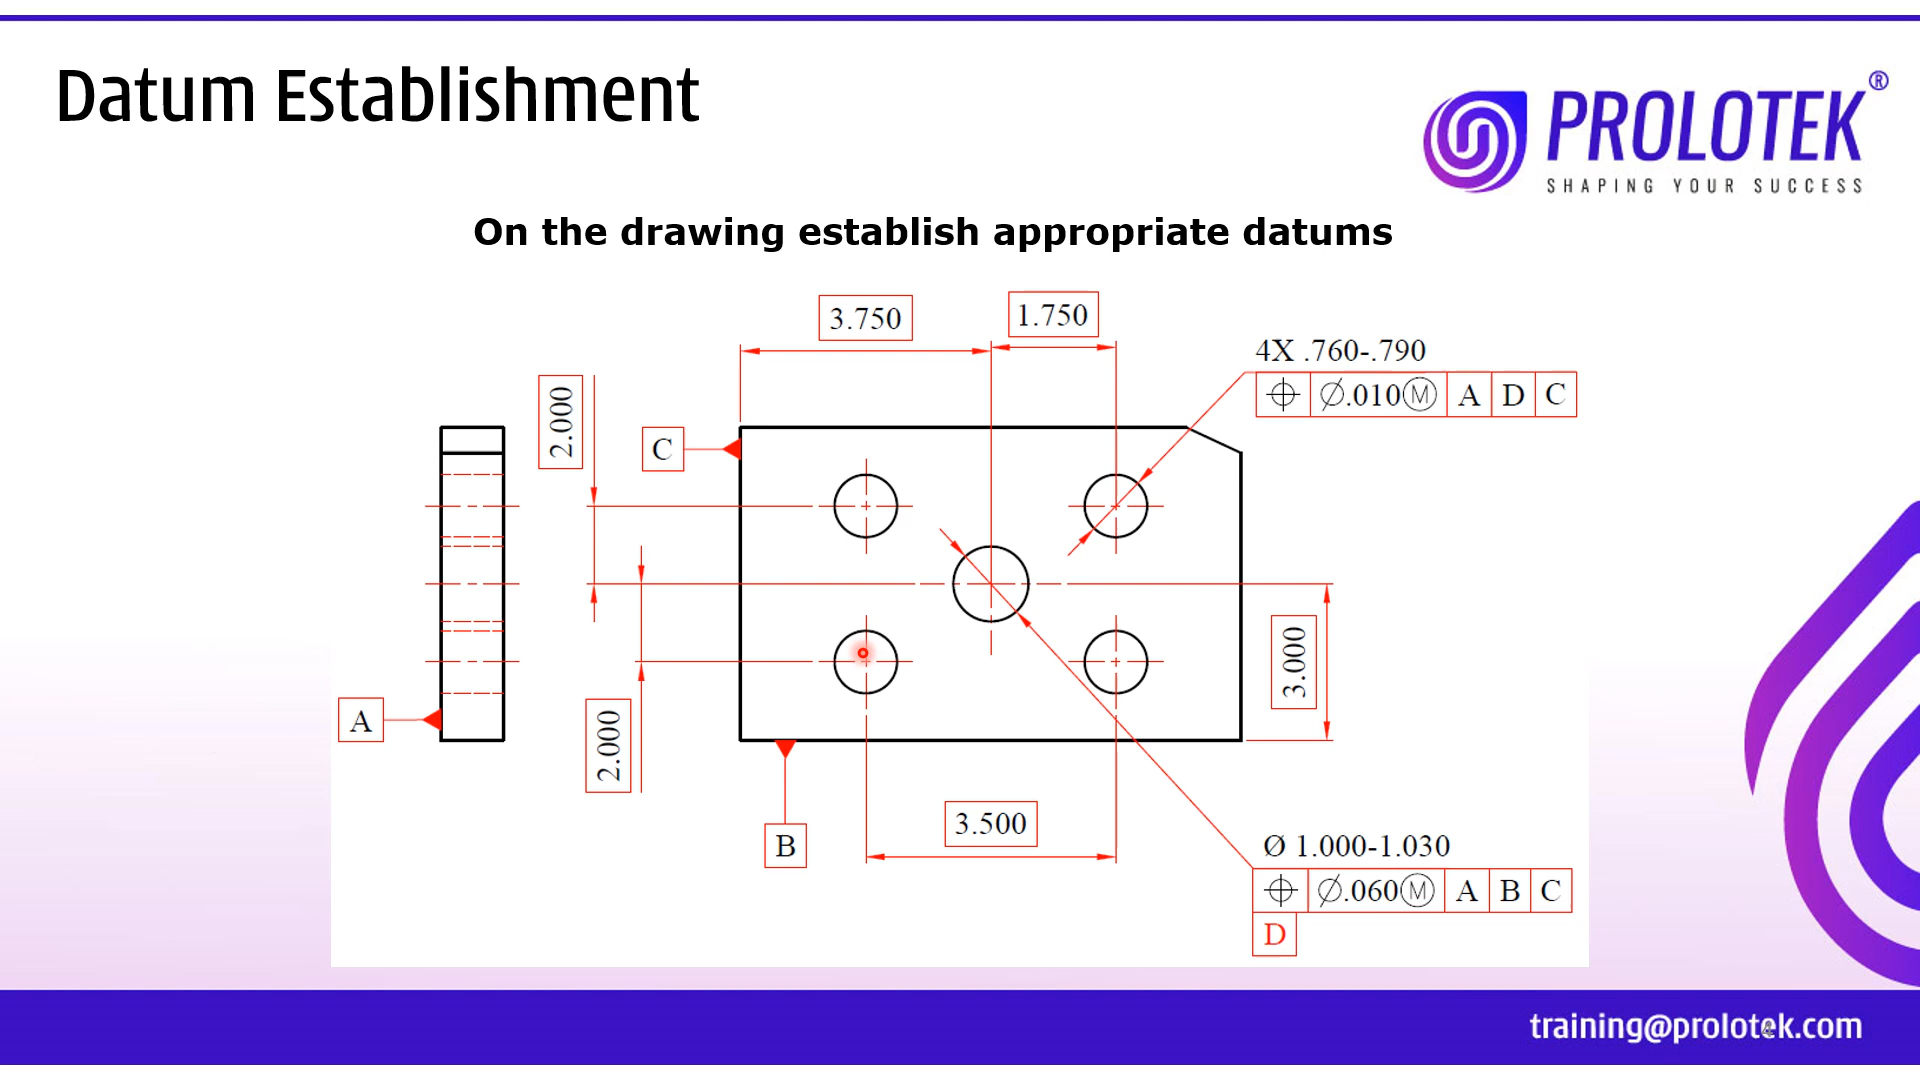 Datum Establishment
PROLOTEK®
SHAPING YOUR SUCCESS
On the drawing establish appropriate datums
3.750
1.750
4X .760-.790
⌖ ∅.010Ⓜ A D C
2.000
C
A
3.000
2.000
B
3.500
Ø 1.000-1.030
⌖ ∅.060Ⓜ A B C
D
training@prolotek.com